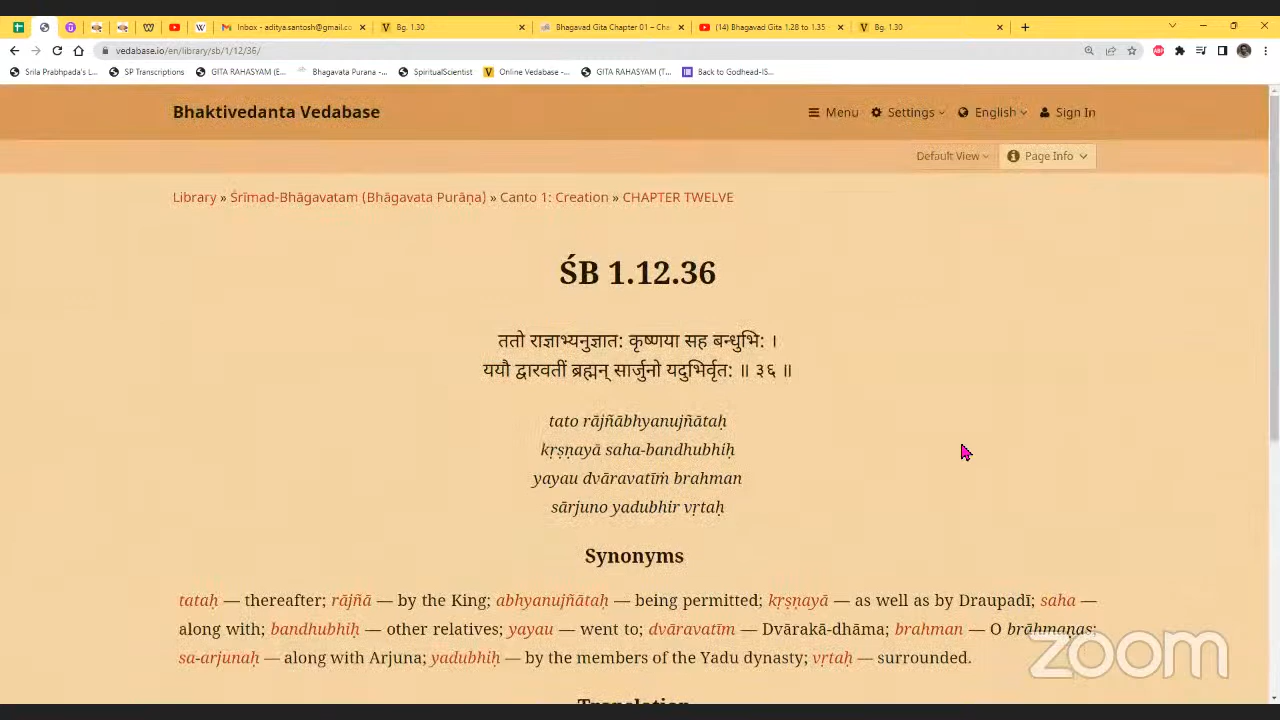 Inbox - aditya.santosh@gmail.co
Bg. 1.30
Bhagavad Gita Chapter 01 – Che
(14) Bhagavad Gita 1.28 to 1.35
Bg. 1.30
vedabase.io/en/library/sb/1/12/36/
Srila Prabhpada's L...
SP Transcriptions
GITA RAHASYAM (E...
Bhagavata Purana -...
SpiritualScientist
Online Vedabase -...
GITA RAHASYAM (T...
Back to Godhead-IS...
Bhaktivedanta Vedabase
Menu
Settings
English
Sign In
Default View
Page Info
Library » Śrīmad-Bhāgavatam (Bhāgavata Purāṇa) » Canto 1: Creation » CHAPTER TWELVE
ŚB 1.12.36
ततो राज्ञाभ्यनुज्ञात: कृष्णया सह बन्धुभि: ।
ययौ द्वारवतीं ब्रह्मन् सार्जुनो यदुभिर्वृत: ॥ ३६ ॥
tato rājñābhyanujñātaḥ
kṛṣṇayā saha-bandhubhiḥ
yayau dvāravatīṁ brahman
sārjuno yadubhir vṛtaḥ
Synonyms
tataḥ — thereafter; rājñā — by the King; abhyanujñātaḥ — being permitted; kṛṣṇayā — as well as by Draupadī; saha —
along with; bandhubhiḥ — other relatives; yayau — went to; dvāravatīm — Dvārakā-dhāma; brahman — O brāhmaṇas;
sa-arjunaḥ — along with Arjuna; yadubhiḥ — by the members of the Yadu dynasty; vṛtaḥ — surrounded.
zoom
Translation